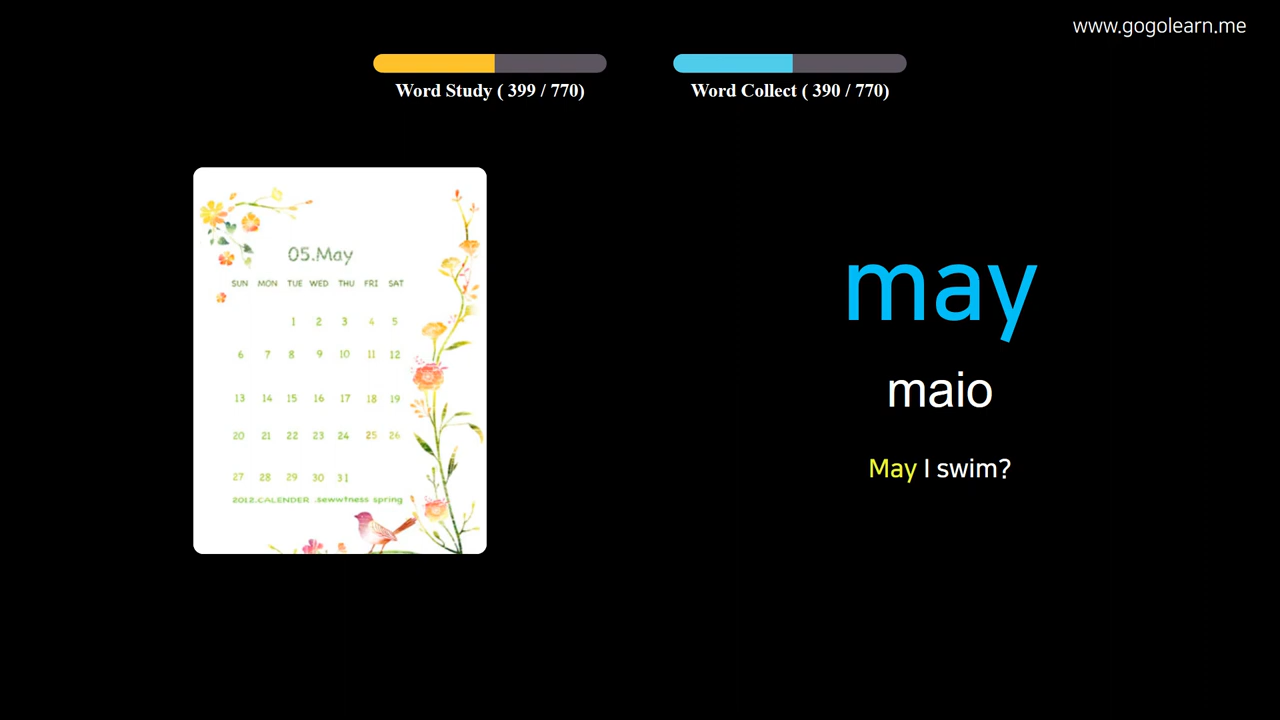 www.gogolearn.me
Word Study ( 399 / 770)
Word Collect ( 390 / 770)
05.May
SUN MON TUE WED THU FRI SAT
1 2 3 4 5
6 7 8 9 10 11 12
13 14 15 16 17 18 19
20 21 22 23 24 25 26
27 28 29 30 31
2012.CALENDER .sewwtness spring
may
maio
May I swim?